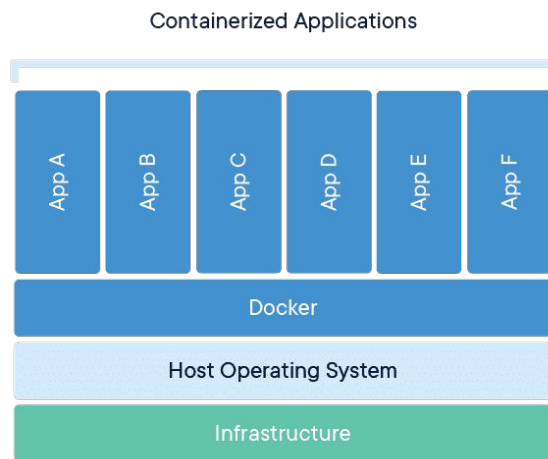 Containerized Applications
App A
App B
App C
App D
App E
App F
Docker
Host Operating System
Infrastructure